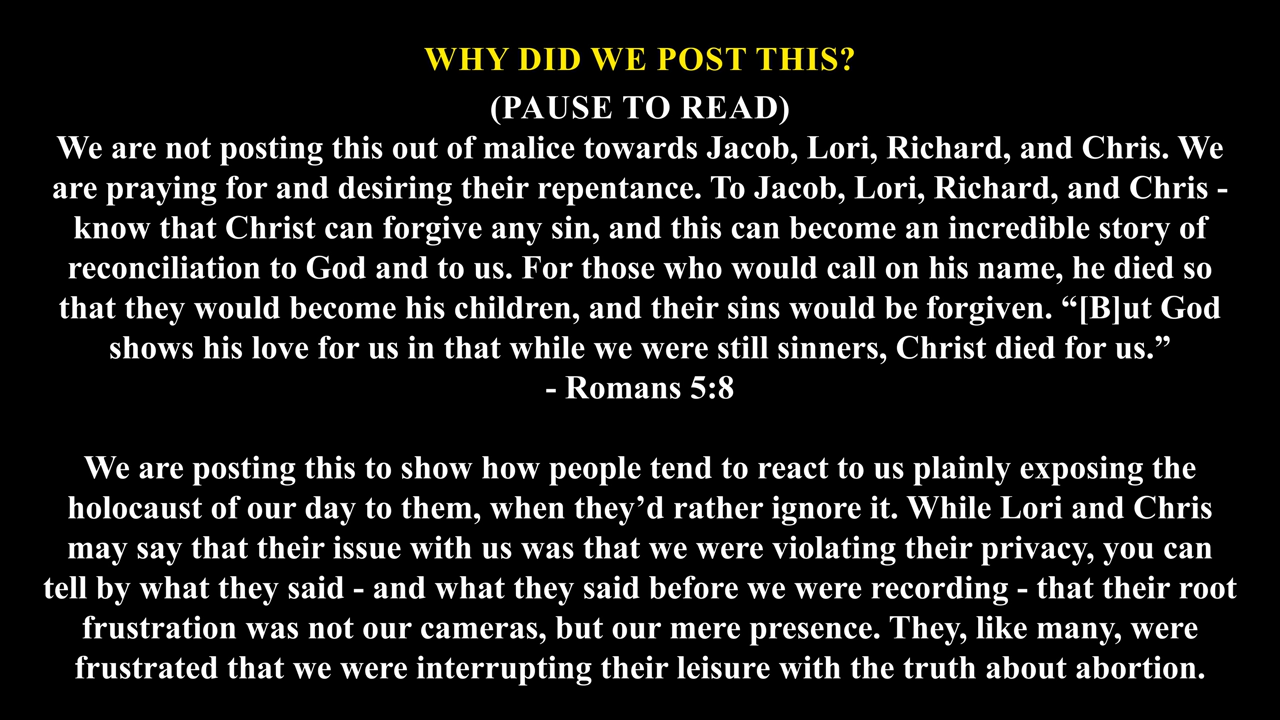 WHY DID WE POST THIS?
(PAUSE TO READ)
We are not posting this out of malice towards Jacob, Lori, Richard, and Chris. We
are praying for and desiring their repentance. To Jacob, Lori, Richard, and Chris -
know that Christ can forgive any sin, and this can become an incredible story of
reconciliation to God and to us. For those who would call on his name, he died so
that they would become his children, and their sins would be forgiven. “[B]ut God
shows his love for us in that while we were still sinners, Christ died for us.”
- Romans 5:8
We are posting this to show how people tend to react to us plainly exposing the
holocaust of our day to them, when they’d rather ignore it. While Lori and Chris
may say that their issue with us was that we were violating their privacy, you can
tell by what they said - and what they said before we were recording - that their root
frustration was not our cameras, but our mere presence. They, like many, were
frustrated that we were interrupting their leisure with the truth about abortion.